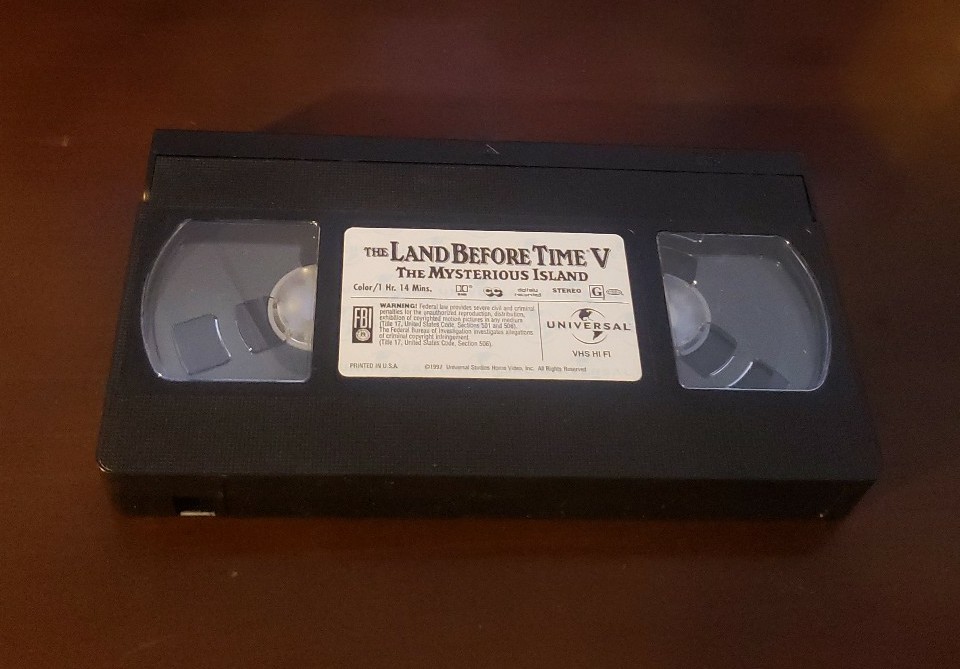 THE LAND BEFORE TIME V
THE MYSTERIOUS ISLAND
Color/1 Hr. 14 Mins.
CC
digitally
recorded
STEREO
G
FBI
WARNING! Federal law provides severe civil and criminal
penalties for the unauthorized reproduction, distribution,
exhibition of copyrighted motion pictures in any medium
(Title 17, United States Code, Sections 501 and 506).
The Federal Bureau of Investigation investigates allegations
of criminal copyright infringement
(Title 17, United States Code, Section 506).
UNIVERSAL
VHS HI FI
PRINTED IN U.S.A.
©1997 Universal Studios Home Video, Inc. All Rights Reserved